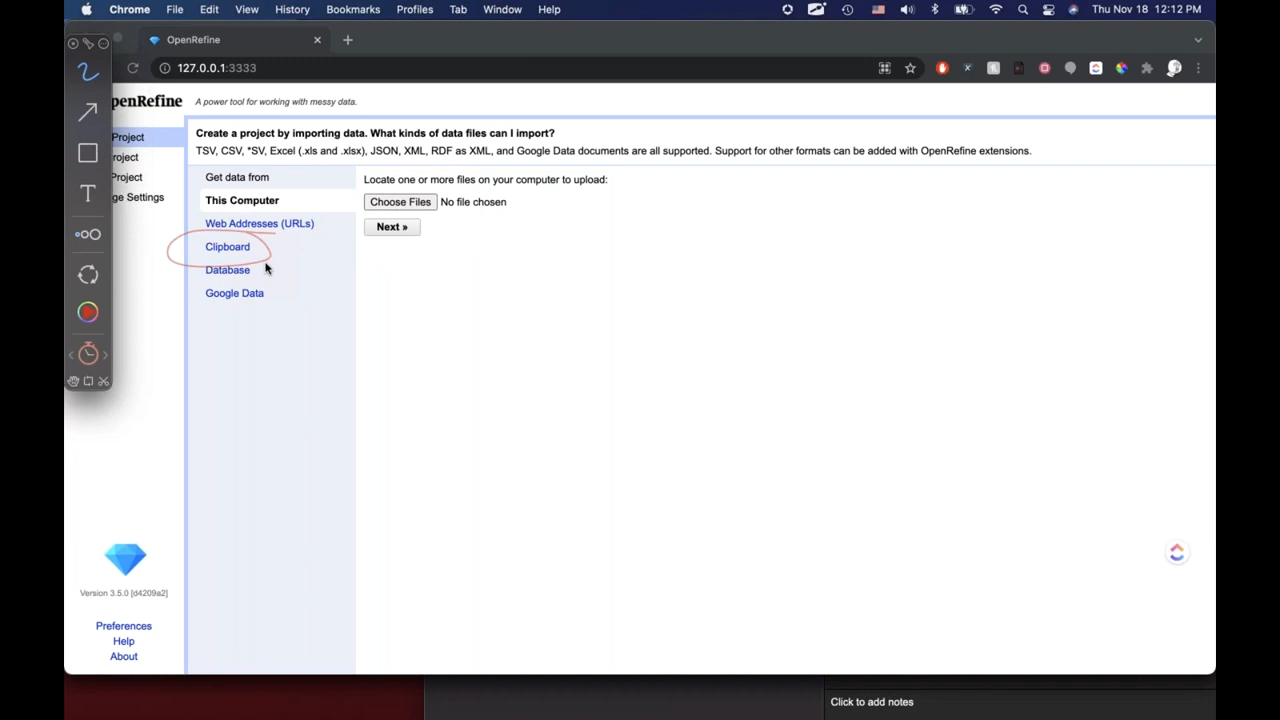 Chrome File Edit View History Bookmarks Profiles Tab Window Help Thu Nov 18 12:12 PM
OpenRefine
127.0.0.1:3333
penRefine A power tool for working with messy data.
Project
roject
Project
ge Settings
Create a project by importing data. What kinds of data files can I import?
TSV, CSV, *SV, Excel (.xls and .xlsx), JSON, XML, RDF as XML, and Google Data documents are all supported. Support for other formats can be added with OpenRefine extensions.
Get data from
This Computer
Web Addresses (URLs)
Clipboard
Database
Google Data
Locate one or more files on your computer to upload:
Choose Files No file chosen
Next »
T
Version 3.5.0 [d4209a2]
Preferences
Help
About
Click to add notes